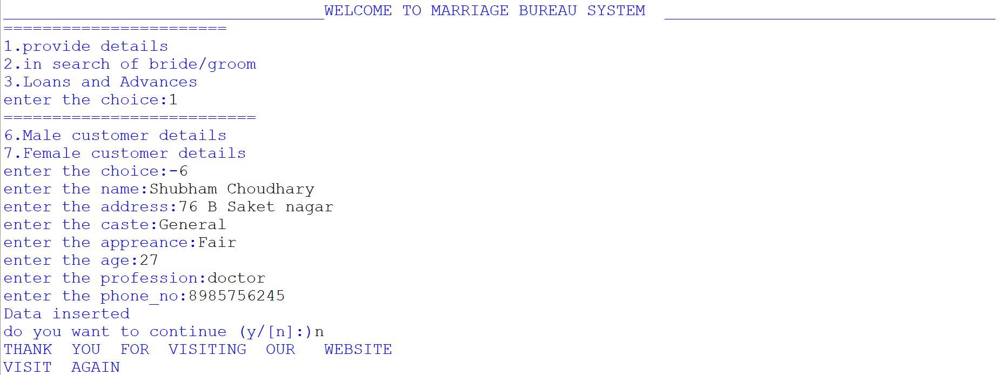 _________________________________WELCOME TO MARRIAGE BUREAU SYSTEM  __________________________________
=======================
1.provide details
2.in search of bride/groom
3.Loans and Advances
enter the choice:1
==========================
6.Male customer details
7.Female customer details
enter the choice:-6
enter the name:Shubham Choudhary
enter the address:76 B Saket nagar
enter the caste:General
enter the appreance:Fair
enter the age:27
enter the profession:doctor
enter the phone_no:8985756245
Data inserted
do you want to continue (y/[n]:)n
THANK  YOU  FOR  VISITING  OUR   WEBSITE
VISIT  AGAIN